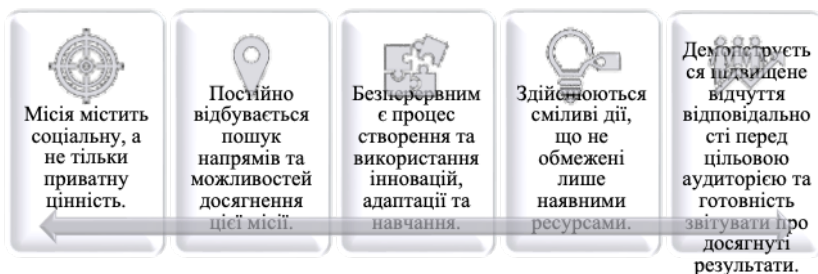 Місія містить
соціальну, а
не тільки
приватну
цінність.
Постійно
відбувається
пошук
напрямів та
можливостей
досягнення
цієї місії.
Безперервним
є процес
створення та
використання
інновацій,
адаптації та
навчання.
Здійснюються
сміливі дії,
що не
обмежені
лише
наявними
ресурсами.
Демонструєть
ся підвищене
відчуття
відповідально
сті перед
цільовою
аудиторією та
готовність
звітувати про
досягнуті
результати.